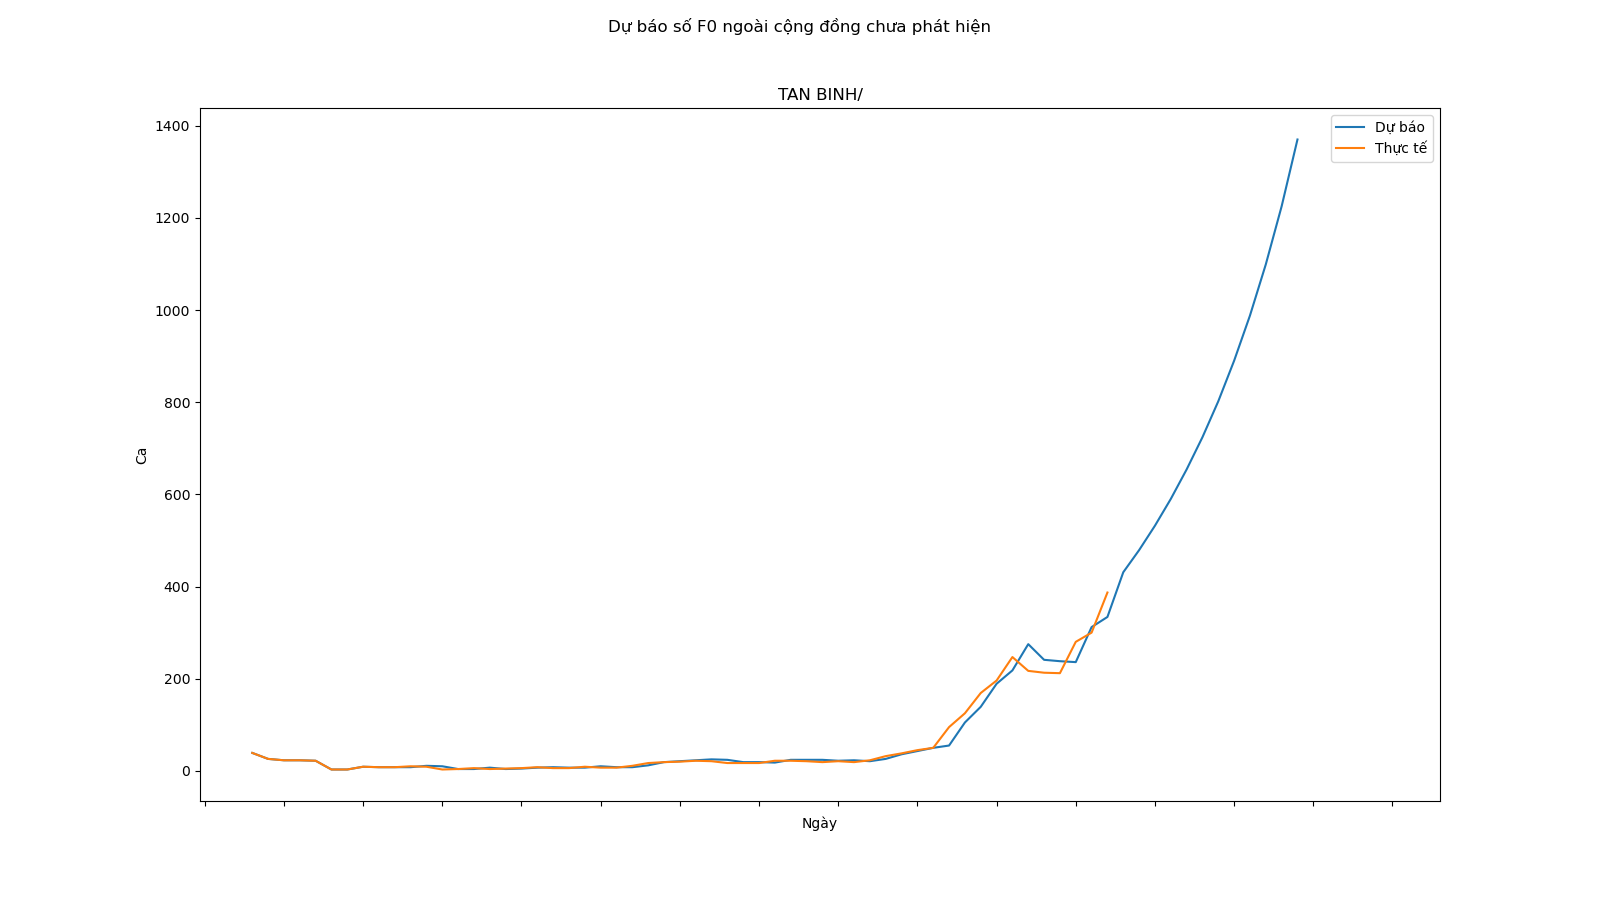 Dự báo số F0 ngoài cộng đồng chưa phát hiện
TAN BINH/
1400
1200
1000
800
600
400
200
0
Ca
Ngày
Dự báo
Thực tế